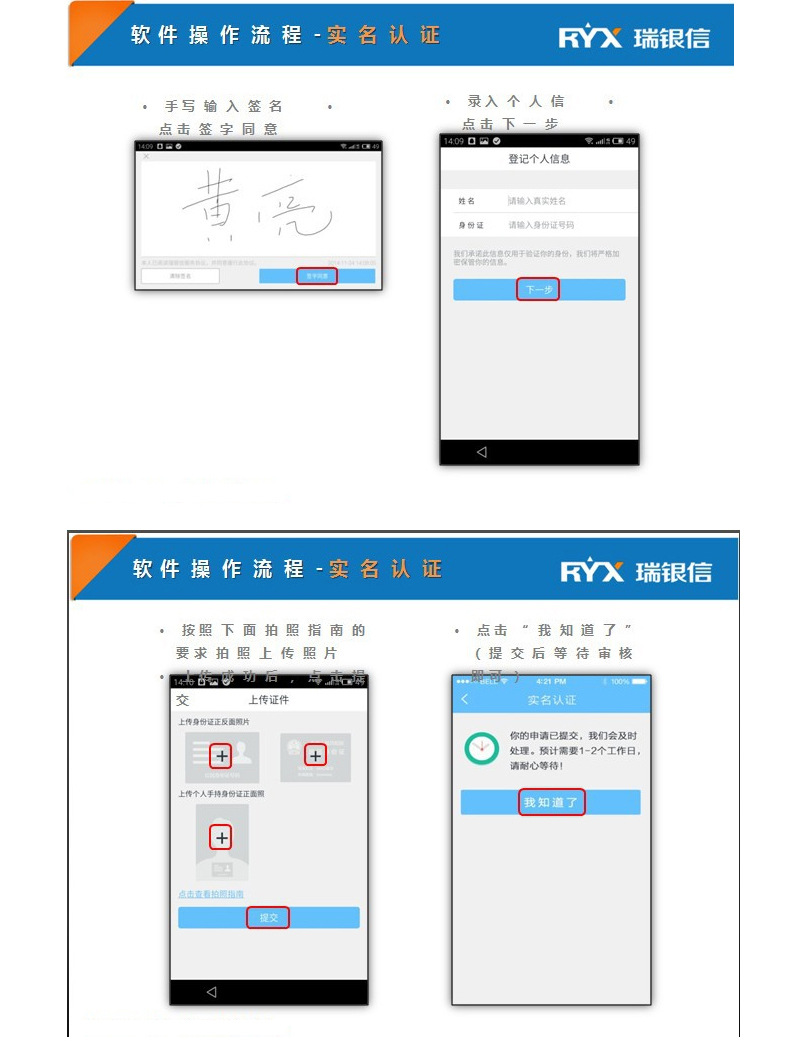 软件操作流程-实名认证
RYX 瑞银信
• 手写输入签名 •
点击签字同意
• 录入个人信 •
点击下一步
14:09 49
黄亮
清除签名 签字同意
14:09 49
登记个人信息
姓名 请输入真实姓名
身份证 请输入身份证号码
我们承诺此信息仅用于验证你的身份，我们将严格加
密保管你的信息。
下一步
软件操作流程-实名认证
RYX 瑞银信
• 按照下面拍照指南的
要求拍照上传照片
• 上传成功后，点击提
14:10 49
交 上传证件
上传身份证正反面照片
上传个人手持身份证正面照
点击查看拍照指南
提交
• 点击“我知道了”
(提交后等待审核
即可)
BELL 4:21 PM 100%
实名认证
你的申请已提交，我们会及时
处理。预计需要1-2个工作日，
请耐心等待！
我知道了